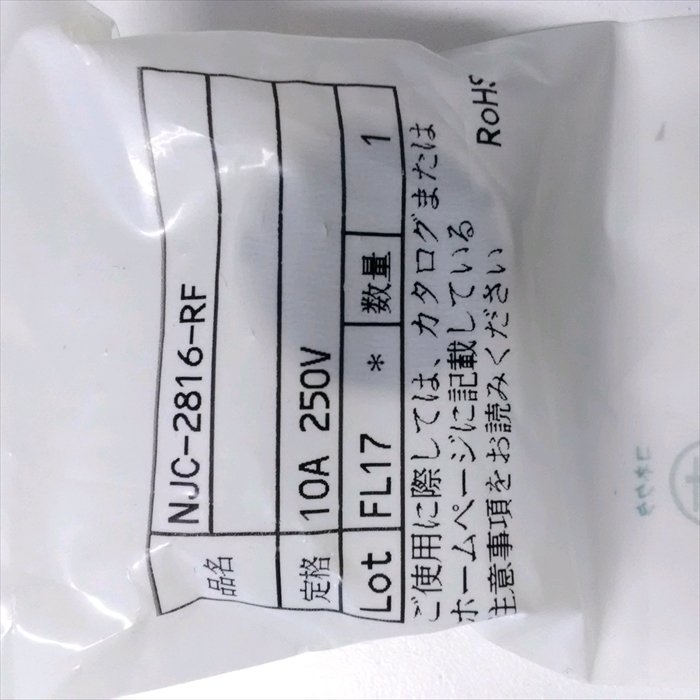 品名 NJC-2816-RF
定格 10A 250V
Lot FL17 * 数量 1
ご使用に際しては、カタログまたは
ホームページに記載している
注意事項をお読みください
RoHS